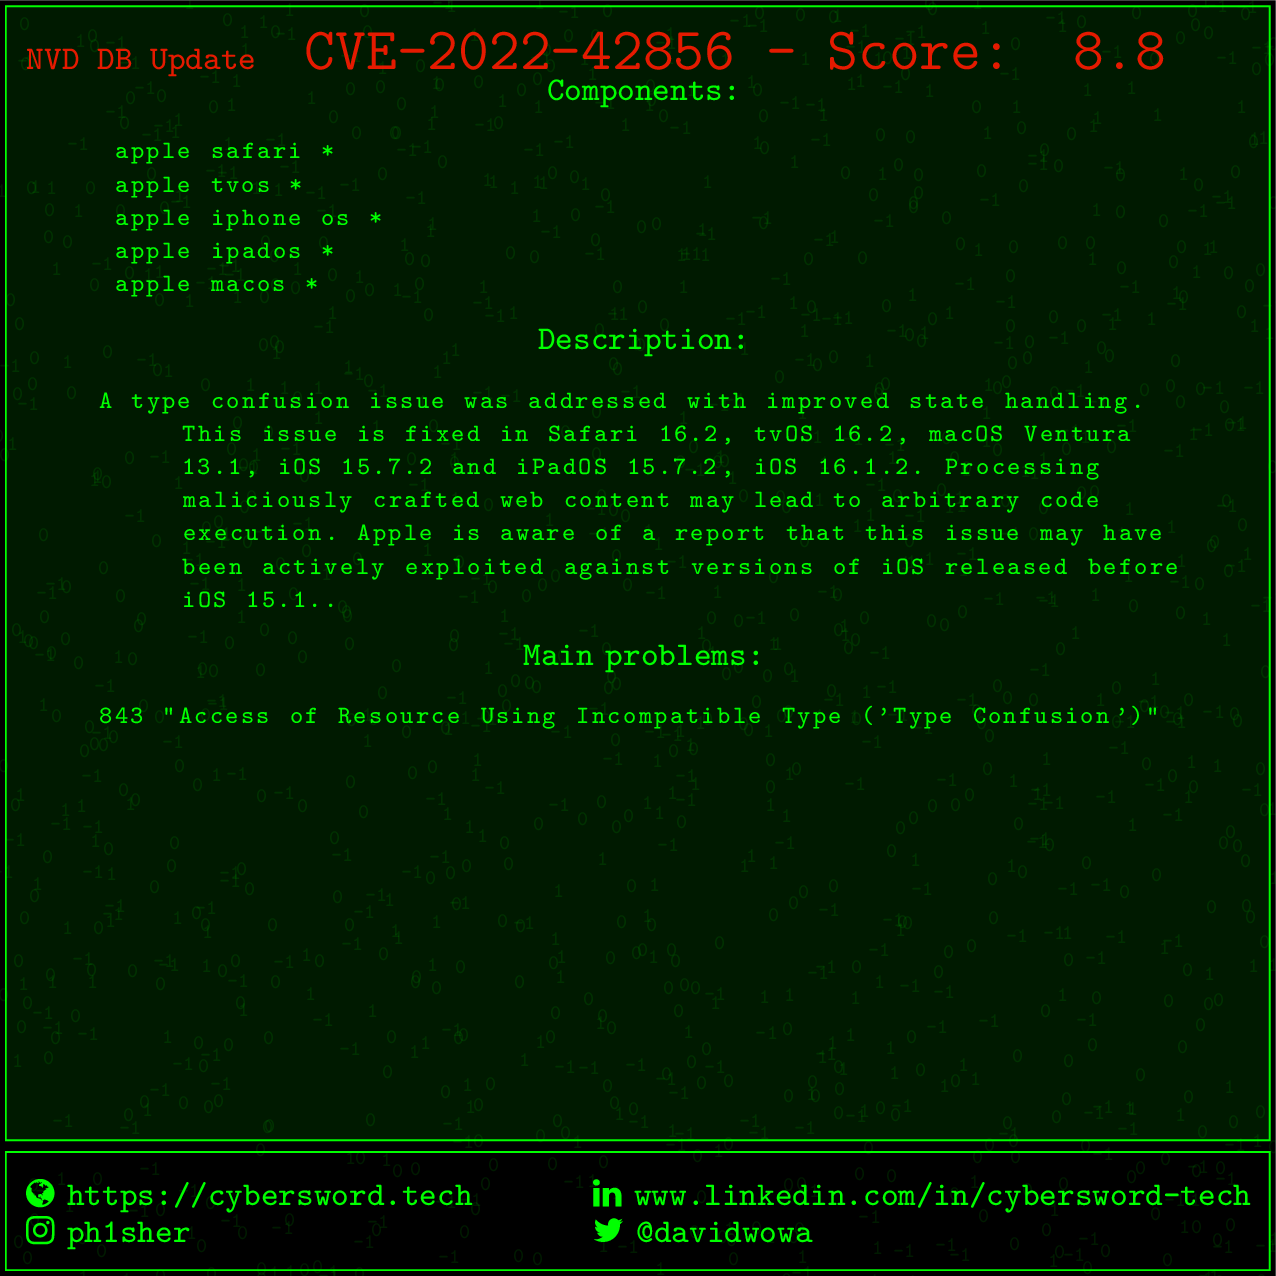 NVD DB Update CVE-2022-42856 - Score: 8.8
Components:
apple safari *
apple tvos *
apple iphone os *
apple ipados *
apple macos *
Description:
A type confusion issue was addressed with improved state handling.
This issue is fixed in Safari 16.2, tvOS 16.2, macOS Ventura
13.1, iOS 15.7.2 and iPadOS 15.7.2, iOS 16.1.2. Processing
maliciously crafted web content may lead to arbitrary code
execution. Apple is aware of a report that this issue may have
been actively exploited against versions of iOS released before
iOS 15.1..
Main problems:
843 "Access of Resource Using Incompatible Type ('Type Confusion')"
https://cybersword.tech
www.linkedin.com/in/cybersword-tech
ph1sher
@davidwowa